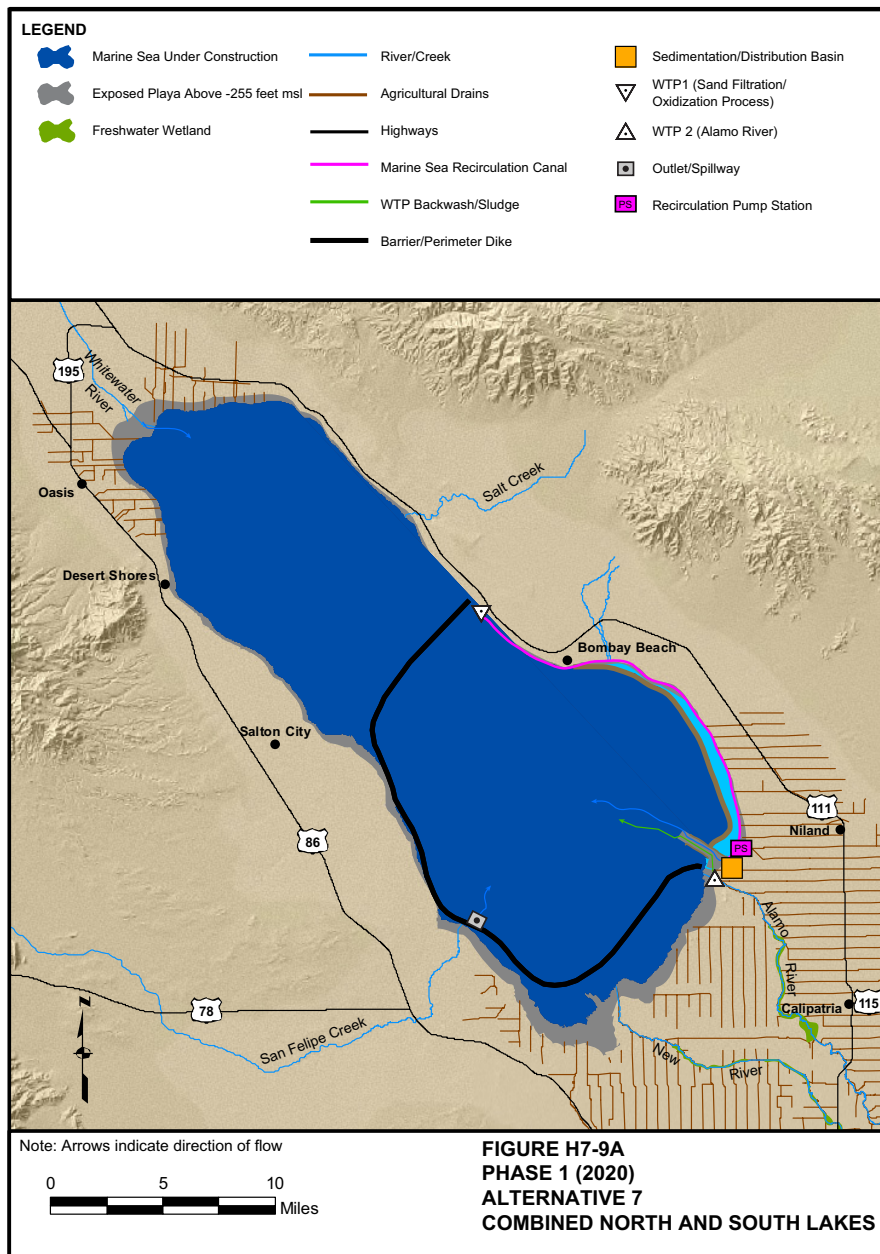 LEGEND
Marine Sea Under Construction
Exposed Playa Above -255 feet msl
Freshwater Wetland
River/Creek
Agricultural Drains
Highways
Marine Sea Recirculation Canal
WTP Backwash/Sludge
Barrier/Perimeter Dike
Sedimentation/Distribution Basin
WTP1 (Sand Filtration/
Oxidization Process)
WTP 2 (Alamo River)
Outlet/Spillway
PS
Recirculation Pump Station
195
Whitewater
River
Oasis
Salt Creek
Desert Shores
Bombay Beach
Salton City
111
Niland
86
PS
Alamo
River
Calipatria
115
78
San Felipe Creek
New
River
N
Note: Arrows indicate direction of flow
0 5 10
Miles
FIGURE H7-9A
PHASE 1 (2020)
ALTERNATIVE 7
COMBINED NORTH AND SOUTH LAKES